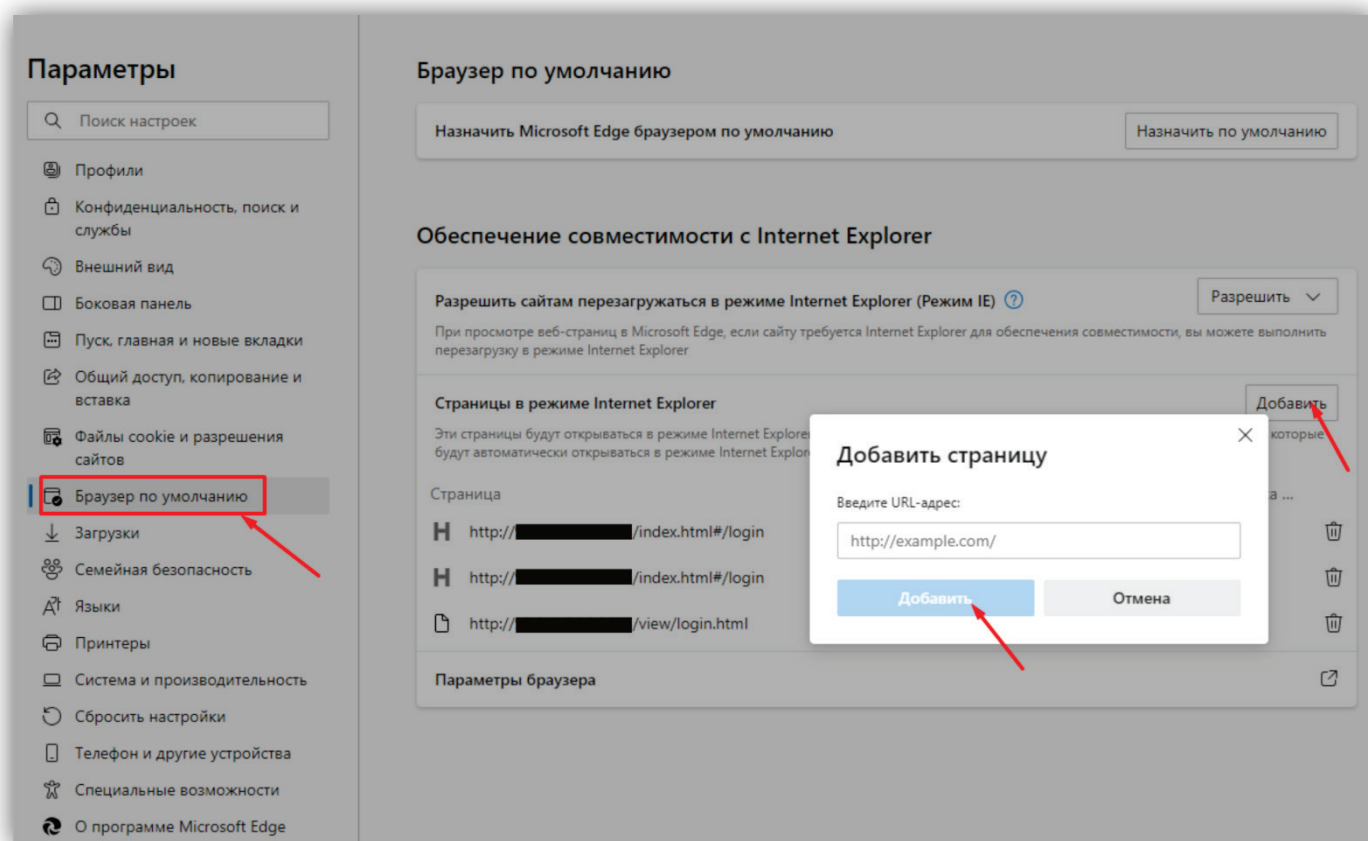 Параметры
Поиск настроек
Профили
Конфиденциальность, поиск и
службы
Внешний вид
Боковая панель
Пуск, главная и новые вкладки
Общий доступ, копирование и
вставка
Файлы cookie и разрешения
сайтов
Браузер по умолчанию
Загрузки
Семейная безопасность
Языки
Принтеры
Система и производительность
Сбросить настройки
Телефон и другие устройства
Специальные возможности
О программе Microsoft Edge
Браузер по умолчанию
Назначить Microsoft Edge браузером по умолчанию
Назначить по умолчанию
Обеспечение совместимости с Internet Explorer
Разрешить сайтам перезагружаться в режиме Internet Explorer (Режим IE)
Разрешить
При просмотре веб-страниц в Microsoft Edge, если сайту требуется Internet Explorer для обеспечения совместимости, вы можете выполнить
перезагрузку в режиме Internet Explorer
Страницы в режиме Internet Explorer
Добавить
Эти страницы будут открываться в режиме Internet Explorer
которые
будут автоматически открываться в режиме Internet
Страница
http:// /index.html#/login
http:// /index.html#/login
http:// /view/login.html
Параметры браузера
Добавить страницу
Введите URL-адрес:
http://example.com/
Добавить
Отмена